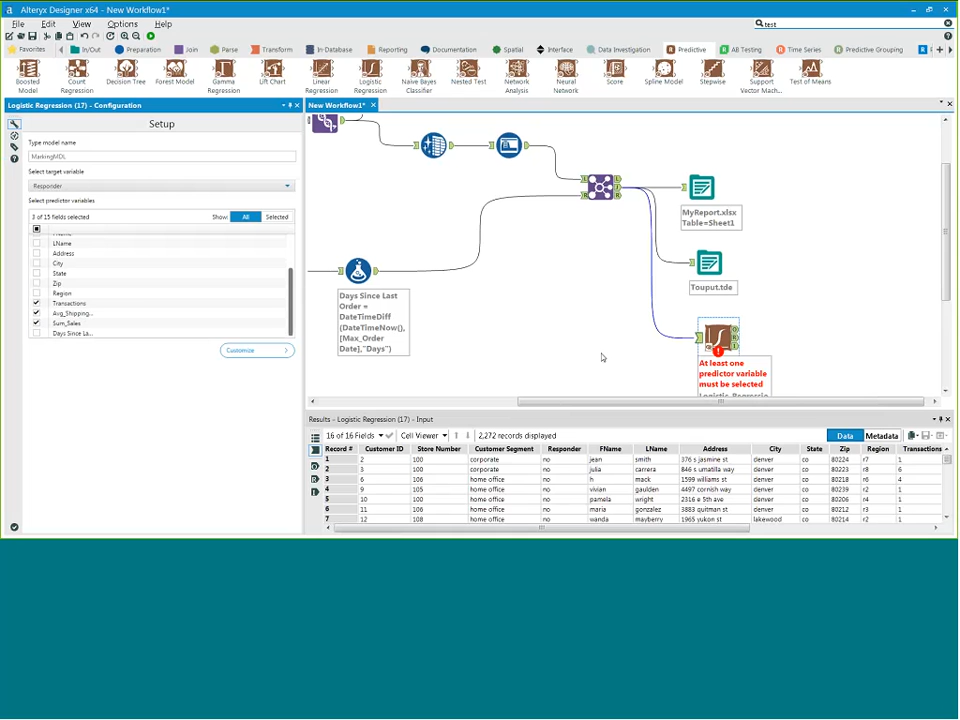 Alteryx Designer x64 - New Workflow1*
File Edit View Options Help
test
Favorites In/Out Preparation Join Parse Transform In-Database Reporting Documentation Spatial Interface Data Investigation Predictive AB Testing Time Series Predictive Grouping
Boosted Model
Count Regression
Decision Tree
Forest Model
Gamma Regression
Lift Chart
Linear Regression
Logistic Regression
Naive Bayes Classifier
Nested Test
Network Analysis
Neural Network
Score
Spline Model
Stepwise
Support Vector Mach...
Test of Means
Logistic Regression (17) - Configuration
New Workflow1*
Setup
Type model name
MarkingMDL
Select target variable
Responder
Select predictor variables
3 of 15 fields selected Show All Selected
LName
Address
City
State
Zip
Region
Transactions
Avg_Shipping...
Sum_Sales
Days Since La...
Customize
Days Since Last
Order =
DateTimeDiff
(DateTimeNow(),
[Max_Order
Date],"Days")
MyReport.xlsx
Table=Sheet1
Touput.tde
At least one
predictor variable
must be selected
Results - Logistic Regression (17) - Input
16 of 16 Fields Cell Viewer 2,272 records displayed Data Metadata
Record # Customer ID Store Number Customer Segment Responder FName LName Address City State Zip Region Transactions
1 2 100 corporate no jean smith 376 s jasmine st denver co 80224 r7 1
2 3 100 corporate no julia carrera 846 s umatilla way denver co 80223 r8 6
3 6 106 home office no h mack 1599 williams st denver co 80218 r6 4
4 9 105 home office no vivian gaulden 4497 cornish way denver co 80239 r2 1
5 10 100 home office no pamela wright 2316 e 5th ave denver co 80206 r4 1
6 11 106 home office no maria gonzalez 3883 quitman st denver co 80212 r3 1
7 12 108 home office no wanda mayberry 1965 yukon st lakewood co 80214 r2 1